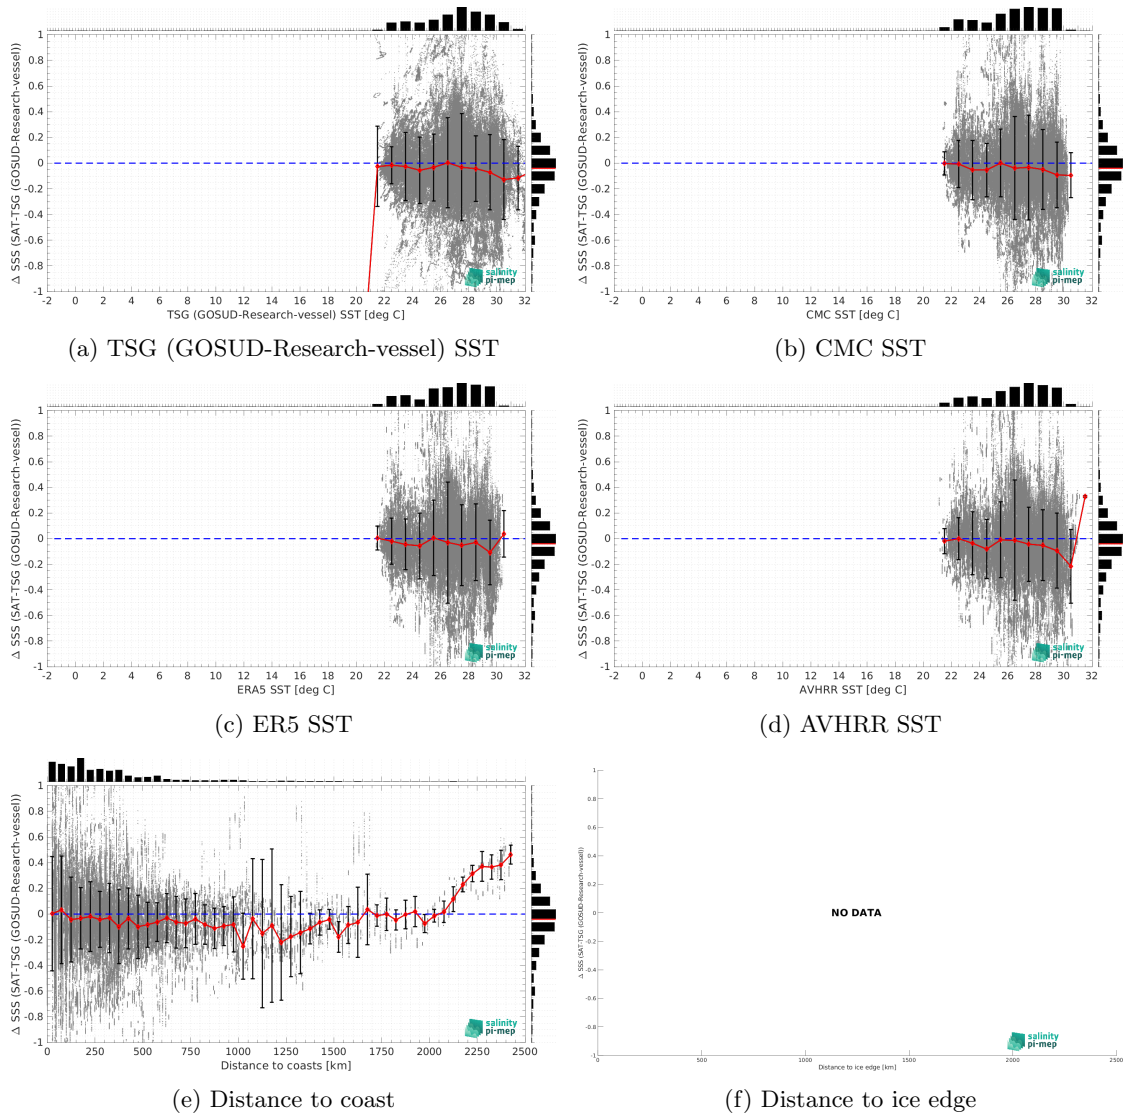 Δ SSS (SAT-TSG (GOSUD-Research-vessel))
1
0.8
0.6
0.4
0.2
0
-0.2
-0.4
-0.6
-0.8
-1
-2 0 2 4 6 8 10 12 14 16 18 20 22 24 26 28 30 32
TSG (GOSUD-Research-vessel) SST [deg C]
salinity
pi-mep
(a) TSG (GOSUD-Research-vessel) SST
Δ SSS (SAT-TSG (GOSUD-Research-vessel))
1
0.8
0.6
0.4
0.2
0
-0.2
-0.4
-0.6
-0.8
-1
-2 0 2 4 6 8 10 12 14 16 18 20 22 24 26 28 30 32
CMC SST [deg C]
salinity
pi-mep
(b) CMC SST
Δ SSS (SAT-TSG (GOSUD-Research-vessel))
1
0.8
0.6
0.4
0.2
0
-0.2
-0.4
-0.6
-0.8
-1
-2 0 2 4 6 8 10 12 14 16 18 20 22 24 26 28 30 32
ERA5 SST [deg C]
salinity
pi-mep
(c) ER5 SST
Δ SSS (SAT-TSG (GOSUD-Research-vessel))
1
0.8
0.6
0.4
0.2
0
-0.2
-0.4
-0.6
-0.8
-1
-2 0 2 4 6 8 10 12 14 16 18 20 22 24 26 28 30 32
AVHRR SST [deg C]
salinity
pi-mep
(d) AVHRR SST
Δ SSS (SAT-TSG (GOSUD-Research-vessel))
1
0.8
0.6
0.4
0.2
0
-0.2
-0.4
-0.6
-0.8
-1
0 250 500 750 1000 1250 1500 1750 2000 2250 2500
Distance to coasts [km]
salinity
pi-mep
(e) Distance to coast
Δ SSS (SAT-TSG (GOSUD-Research-vessel))
1
0.8
0.6
0.4
0.2
0
-0.2
-0.4
-0.6
-0.8
-1
NO DATA
0 500 1000 1500 2000 2500
Distance to ice edge [km]
salinity
pi-mep
(f) Distance to ice edge